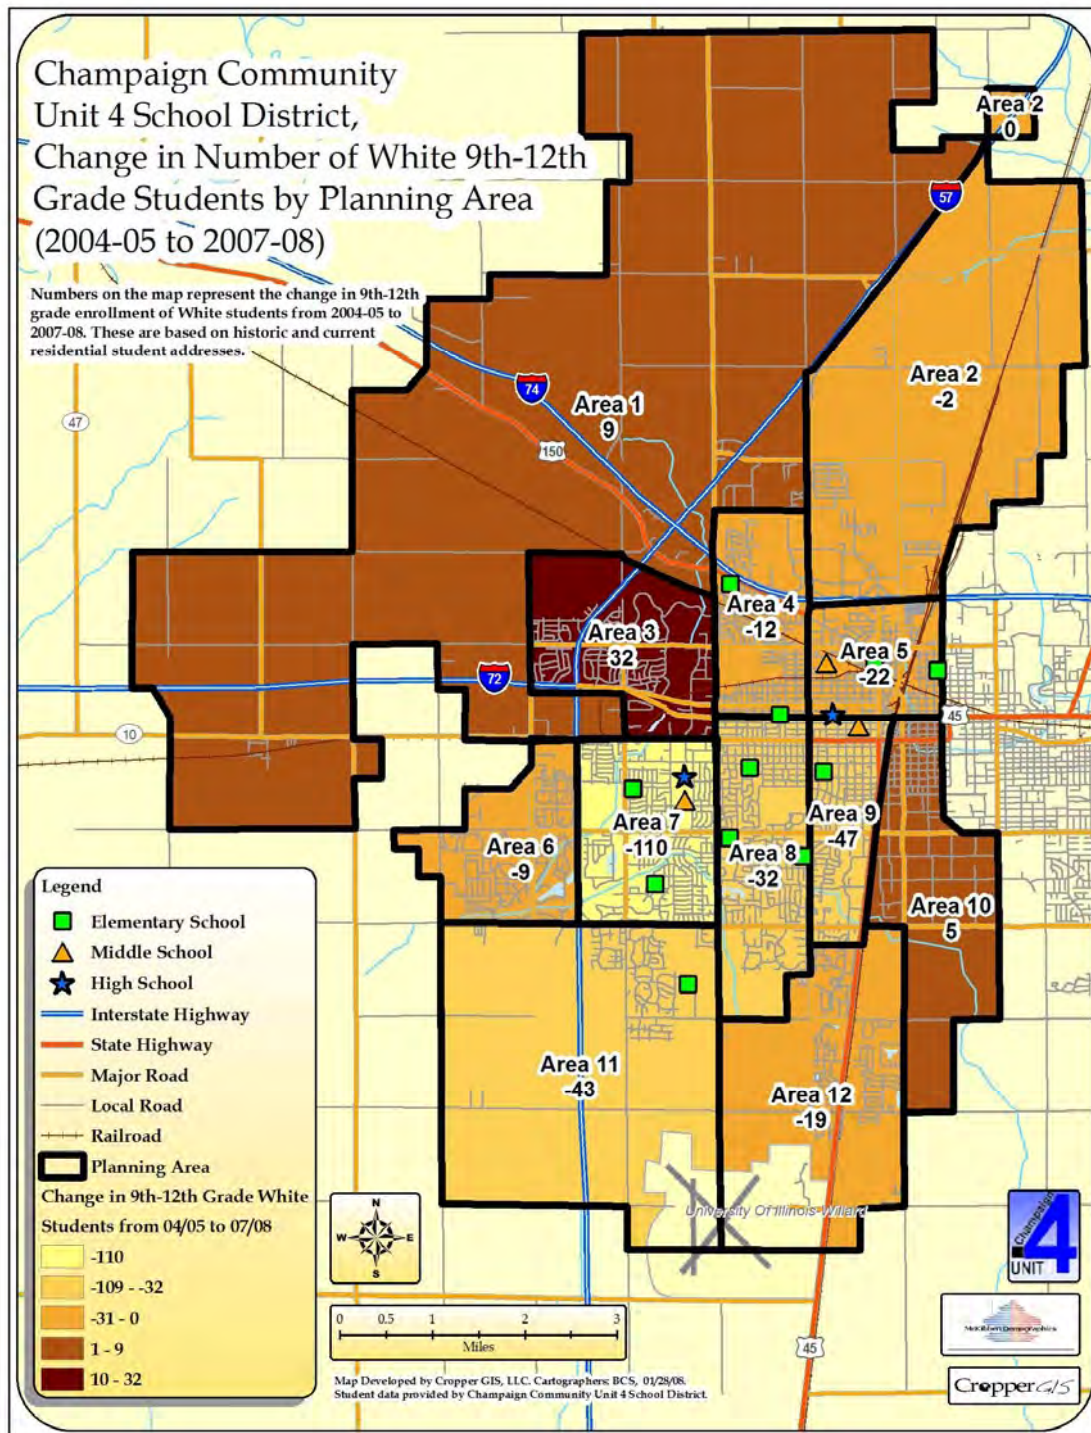 Champaign Community
Unit 4 School District,
Change in Number of White 9th-12th
Grade Students by Planning Area
(2004-05 to 2007-08)
Numbers on the map represent the change in 9th-12th
grade enrollment of White students from 2004-05 to
2007-08. These are based on historic and current
residential student addresses.
Area 2
0
57
Area 2
-2
74
Area 1
9
47
150
Area 4
-12
Area 3
32
Area 5
-22
72
45
10
Area 7
-110
Area 9
-47
Area 6
-9
Area 8
-32
Area 10
5
Area 11
-43
Area 12
-19
University Of Illinois-Willard
45
Legend
Elementary School
Middle School
High School
Interstate Highway
State Highway
Major Road
Local Road
Railroad
Planning Area
Change in 9th-12th Grade White
Students from 04/05 to 07/08
-110
-109 - -32
-31 - 0
1 - 9
10 - 32
N
W E
S
0 0.5 1 2 3
Miles
Map Developed by Cropper GIS, LLC. Cartographers: BCS, 01/28/08.
Student data provided by Champaign Community Unit 4 School District.
Champaign
4
UNIT
McKibben Demographics
Cropper GIS